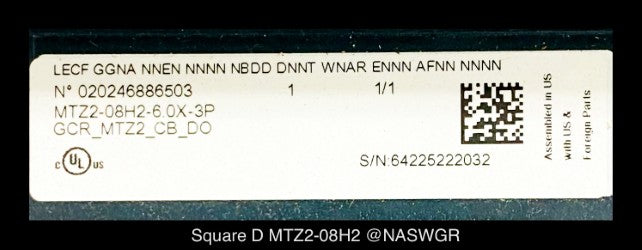 LECF GGNA NNEN NNNN NBDD DNNT WNAR ENNN AFNN NNNN
N° 020246886503 1 1/1
MTZ2-08H2-6.0X-3P
GCR_MTZ2_CB_DO
c UL us
S/N:64225222032
Assembled in US
with US &
Foreign Parts
Square D MTZ2-08H2 @NASWGR